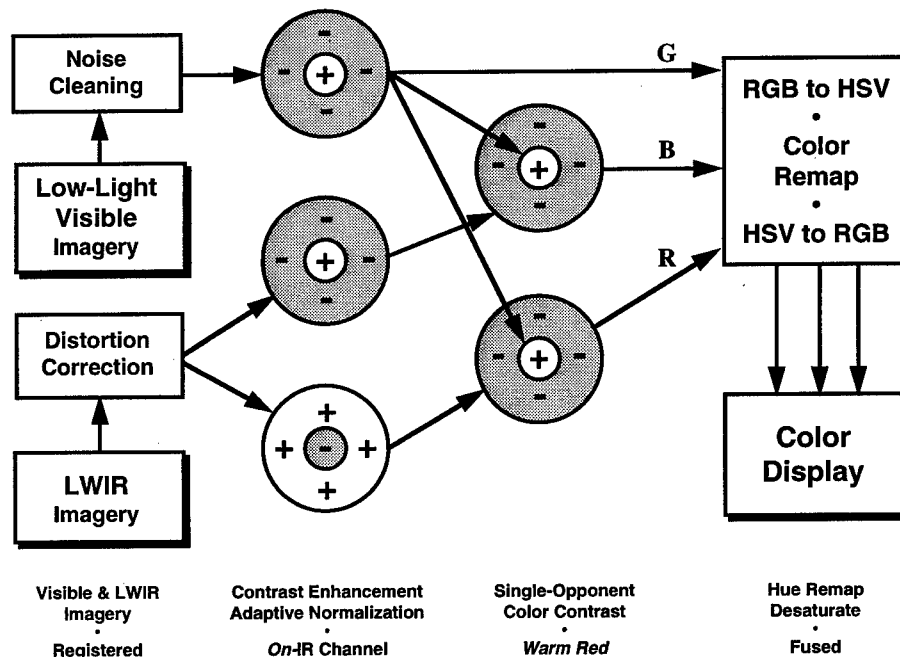 Noise
Cleaning
Low-Light
Visible
Imagery
Distortion
Correction
LWIR
Imagery
- + -
-
-
- + -
-
-
+
+ - +
+
-
- + -
-
-
- + -
-
G
B
R
RGB to HSV
•
Color
Remap
•
HSV to RGB
Color
Display
Visible & LWIR
Imagery
•
Registered
Contrast Enhancement
Adaptive Normalization
•
On-IR Channel
Single-Opponent
Color Contrast
•
Warm Red
Hue Remap
Desaturate
•
Fused